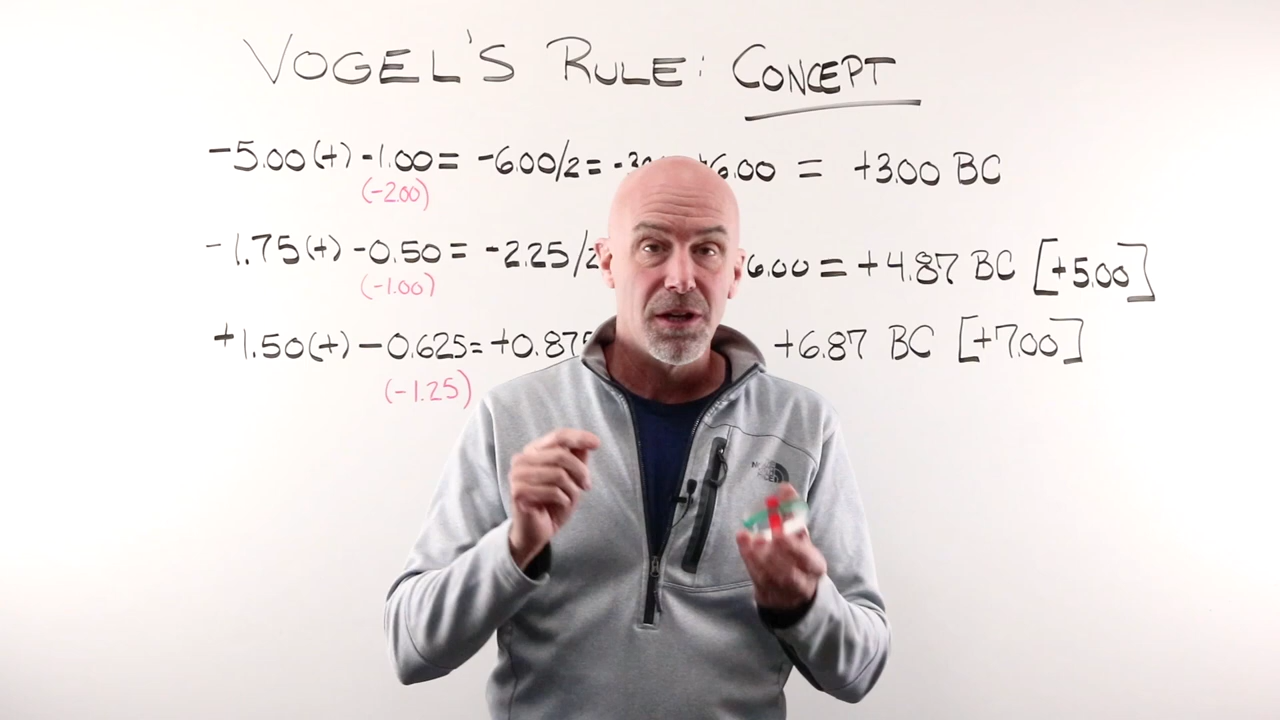 VOGEL'S RULE: CONCEPT
-5.00(+) -1.00= -6.00/2= -3 +6.00 = +3.00 BC
(-2.00)
-1.75(+) -0.50= -2.25/2 6.00 = +4.87 BC [+5.00]
(-1.00)
+1.50(+) -0.625= +0.875 +6.87 BC [+7.00]
(-1.25)